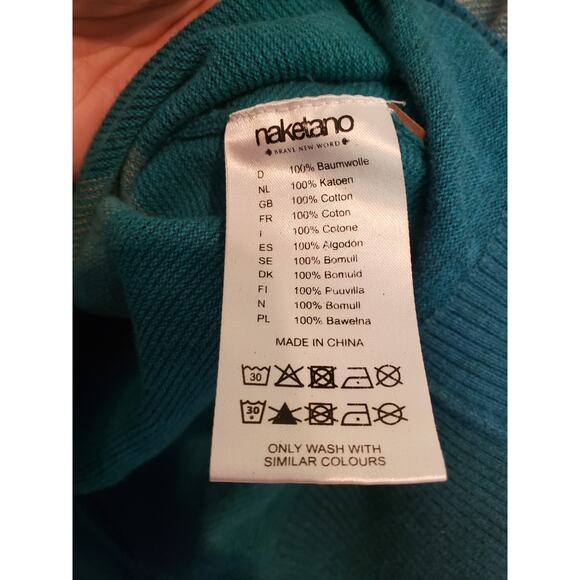 naketano
BRAVE NEW WORD
D 100% Baumwolle
NL 100% Katoen
GB 100% Cotton
FR 100% Coton
I 100% Cotone
ES 100% Algodón
SE 100% Bomull
DK 100% Bomuld
FI 100% Puuvilla
N 100% Bomull
PL 100% Bawełna
MADE IN CHINA
30
30
ONLY WASH WITH
SIMILAR COLOURS